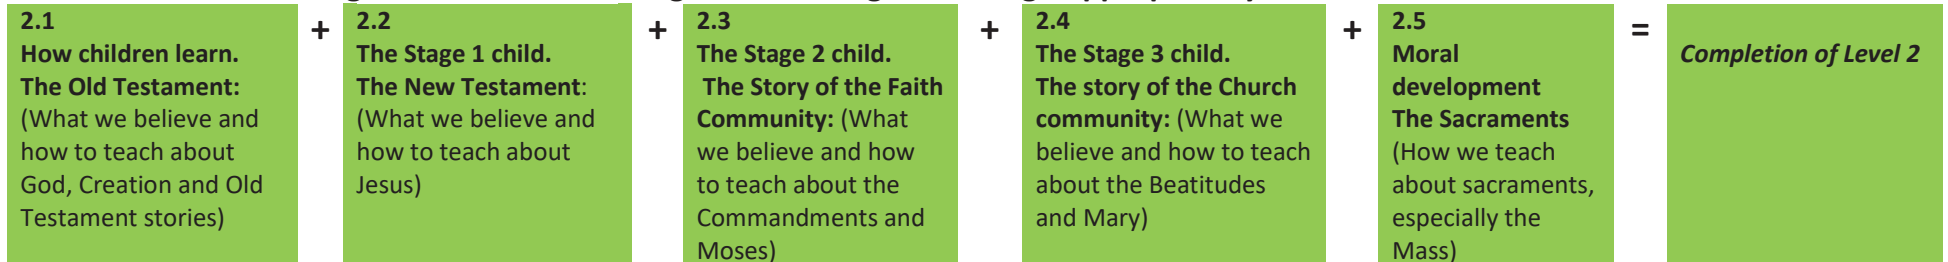 2.1
How children learn.
The Old Testament:
(What we believe and
how to teach about
God, Creation and Old
Testament stories)
+
2.2
The Stage 1 child.
The New Testament:
(What we believe and
how to teach about
Jesus)
+
2.3
The Stage 2 child.
The Story of the Faith
Community: (What
we believe and how
to teach about the
Commandments and
Moses)
+
2.4
The Stage 3 child.
The story of the Church
community: (What we
believe and how to teach
about the Beatitudes
and Mary)
+
2.5
Moral
development
The Sacraments
(How we teach
about sacraments,
especially the
Mass)
=
Completion of Level 2